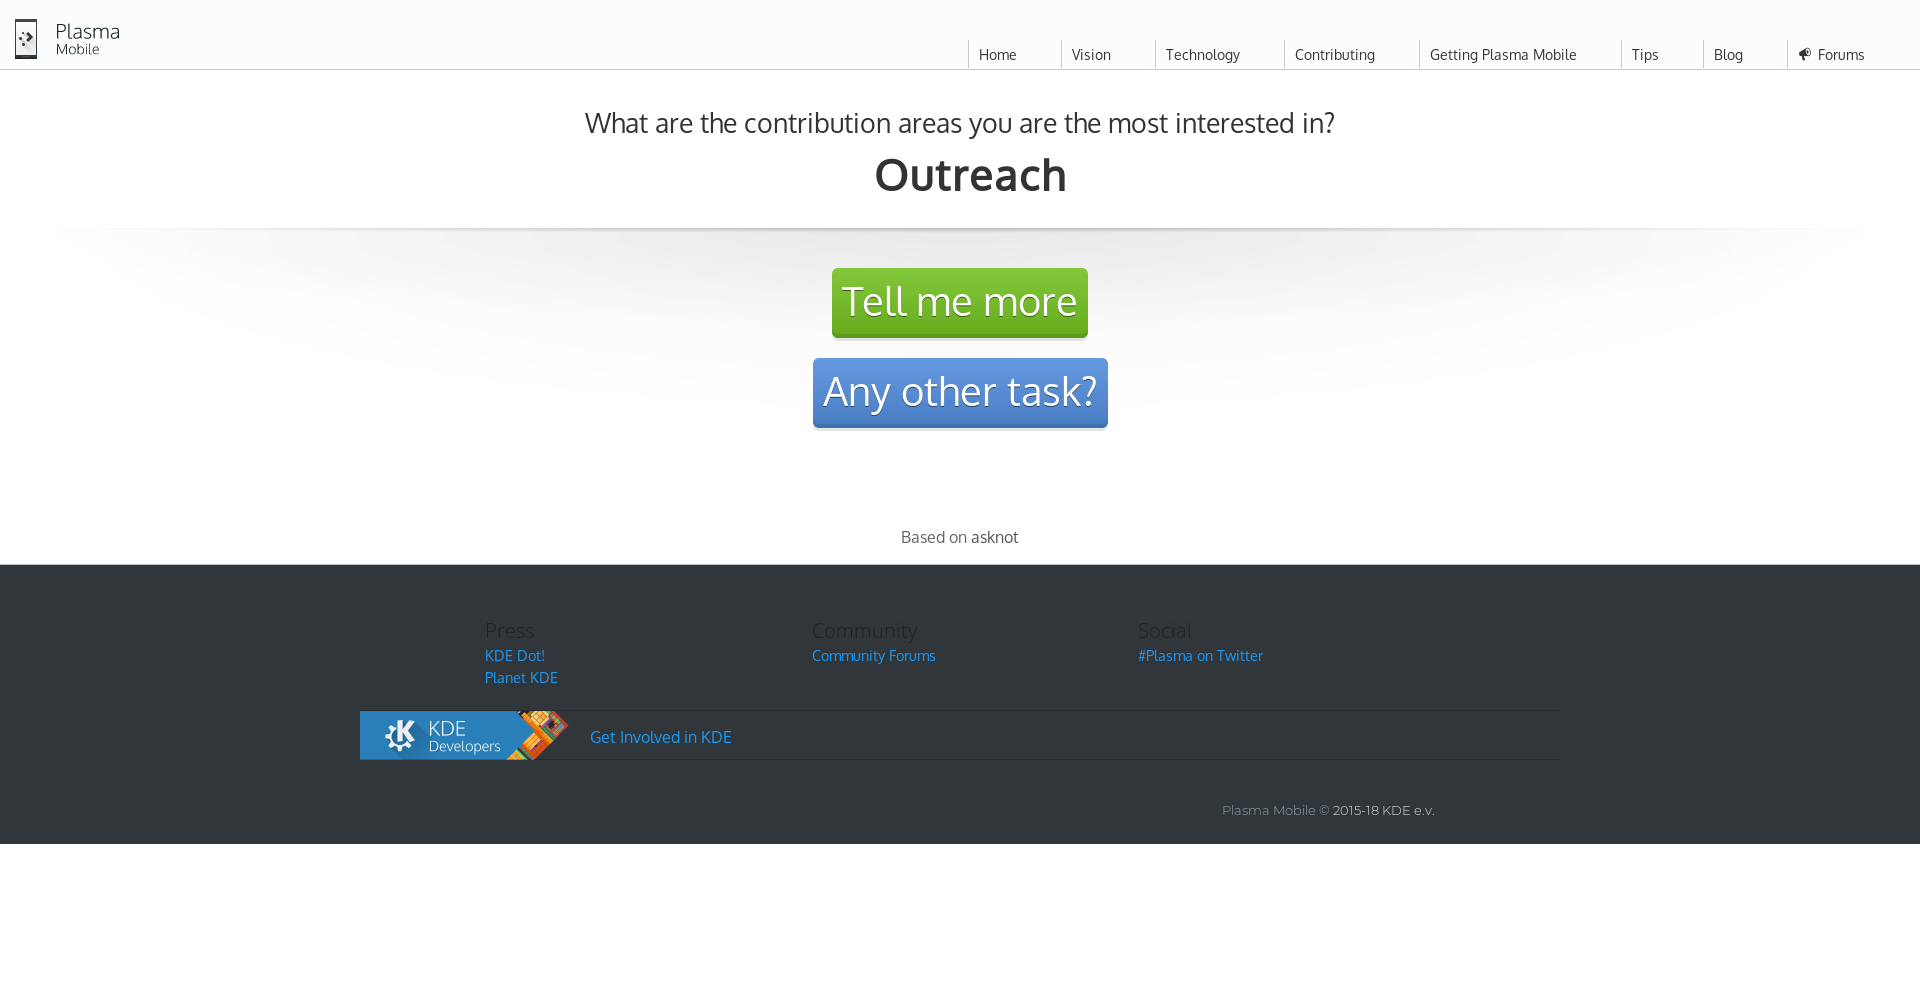 Plasma
Mobile
Home
Vision
Technology
Contributing
Getting Plasma Mobile
Tips
Blog
Forums
What are the contribution areas you are the most interested in?
Outreach
Tell me more
Any other task?
Based on asknot
Press
KDE Dot!
Planet KDE
Community
Community Forums
Social
#Plasma on Twitter
KDE
Developers
Get Involved in KDE
Plasma Mobile © 2015-18 KDE e.v.